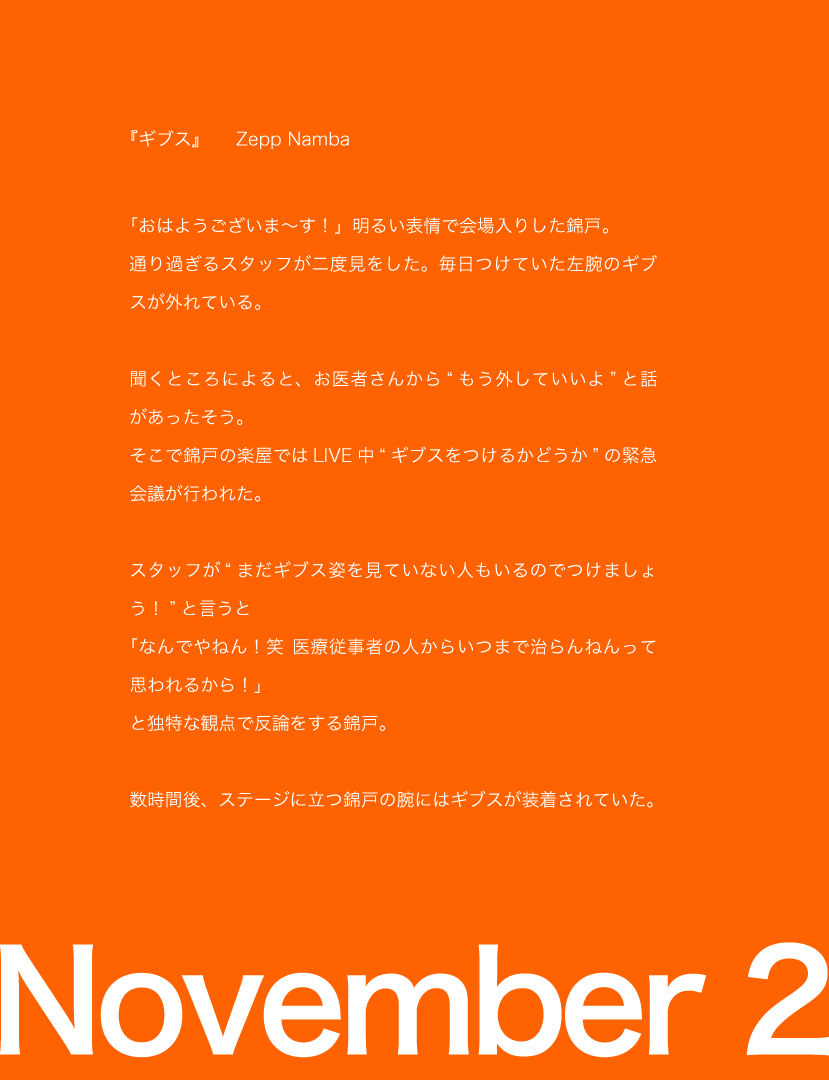 『ギブス』　Zepp Namba
「おはようございま〜す！」明るい表情で会場入りした錦戸。
通り過ぎるスタッフが二度見をした。毎日つけていた左腕のギブ
スが外れている。
聞くところによると、お医者さんから“もう外していいよ”と話
があったそう。
そこで錦戸の楽屋ではLIVE中“ギブスをつけるかどうか”の緊急
会議が行われた。
スタッフが“まだギブス姿を見ていない人もいるのでつけましょ
う！”と言うと
「なんでやねん！笑 医療従事者の人からいつまで治らんねんって
思われるから！」
と独特な観点で反論をする錦戸。
数時間後、ステージに立つ錦戸の腕にはギブスが装着されていた。
November 2